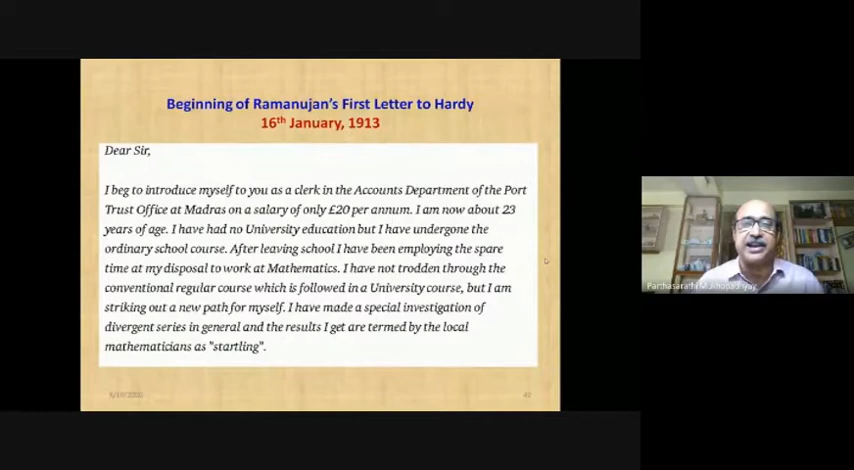 Beginning of Ramanujan's First Letter to Hardy
16th January, 1913
Dear Sir,
I beg to introduce myself to you as a clerk in the Accounts Department of the Port
Trust Office at Madras on a salary of only £20 per annum. I am now about 23
years of age. I have had no University education but I have undergone the
ordinary school course. After leaving school I have been employing the spare
time at my disposal to work at Mathematics. I have not trodden through the
conventional regular course which is followed in a University course, but I am
striking out a new path for myself. I have made a special investigation of
divergent series in general and the results I get are termed by the local
mathematicians as "startling".
Parthasarathi Mukhopadhyay